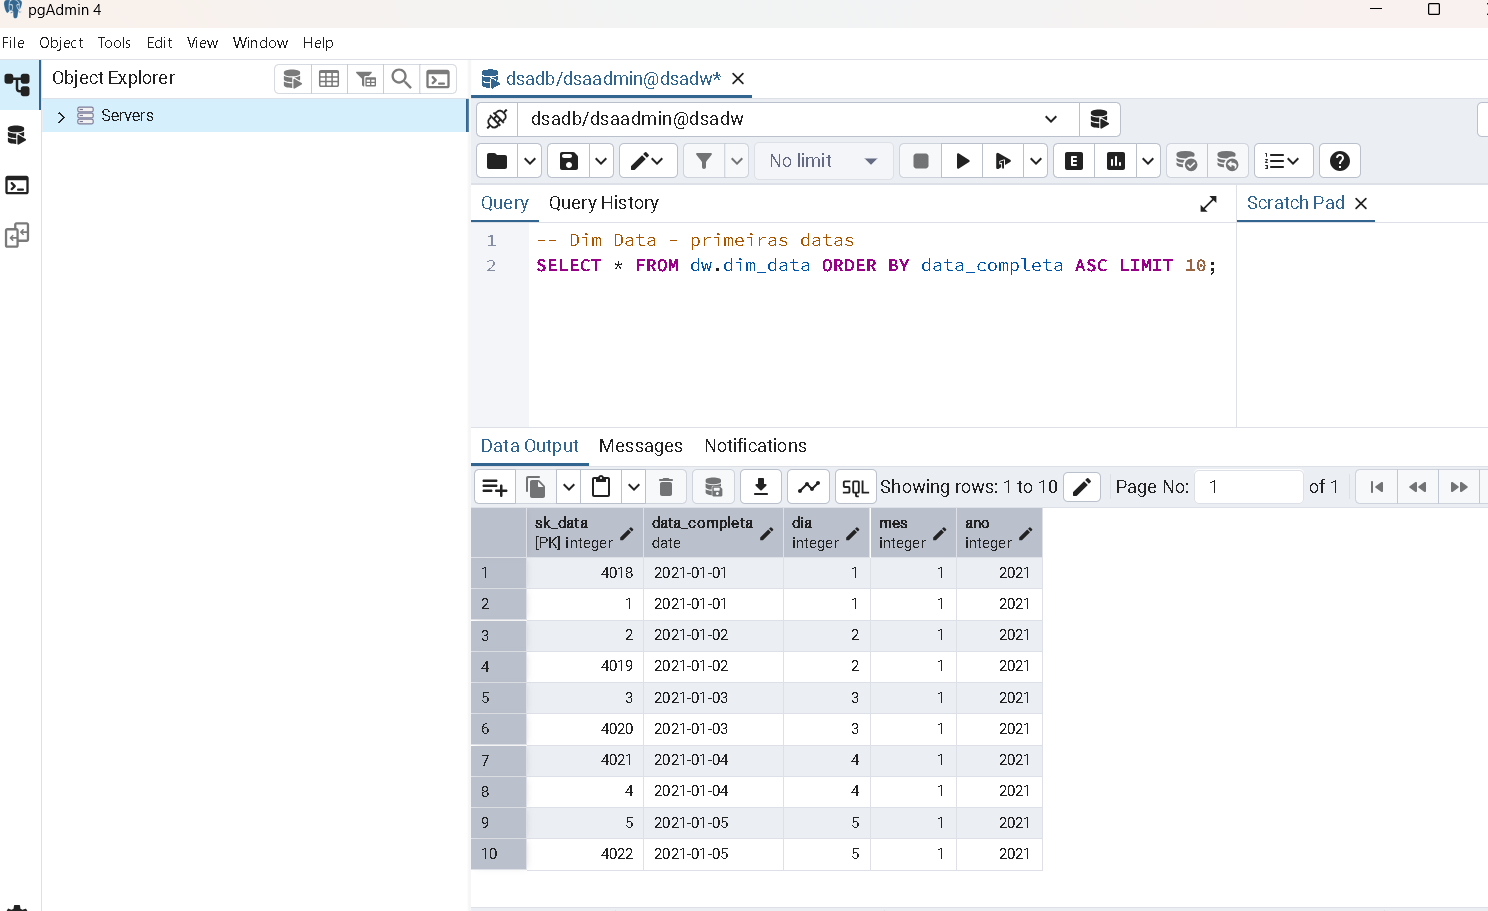 pgAdmin 4
File Object Tools Edit View Window Help
Object Explorer
Servers
dsadb/dsaadmin@dsadw*
dsadb/dsaadmin@dsadw
No limit
E
Query Query History
Scratch Pad
1 -- Dim Data - primeiras datas
2 SELECT * FROM dw.dim_data ORDER BY data_completa ASC LIMIT 10;
Data Output Messages Notifications
SQL Showing rows: 1 to 10 Page No: 1 of 1
sk_data data_completa dia mes ano
[PK] integer date integer integer integer
1 4018 2021-01-01 1 1 2021
2 1 2021-01-01 1 1 2021
3 2 2021-01-02 2 1 2021
4 4019 2021-01-02 2 1 2021
5 3 2021-01-03 3 1 2021
6 4020 2021-01-03 3 1 2021
7 4021 2021-01-04 4 1 2021
8 4 2021-01-04 4 1 2021
9 5 2021-01-05 5 1 2021
10 4022 2021-01-05 5 1 2021